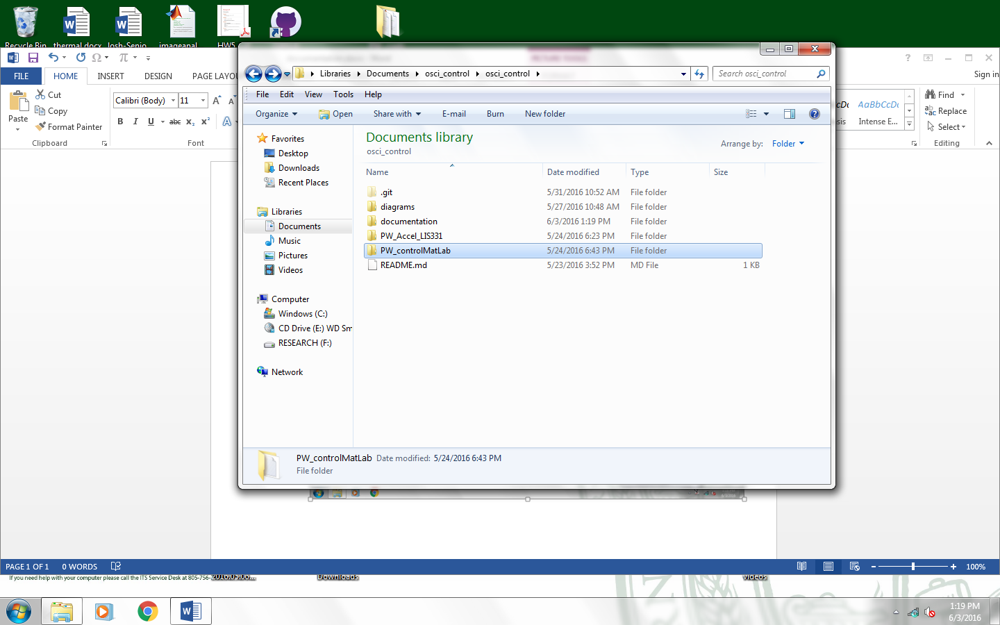 Recycle Bin thermal.docx Josh-Senio... imageanal... HW5
FILE HOME INSERT DESIGN PAGE LAYOU
Sign in
Cut
Copy
Format Painter
Paste
Clipboard
Calibri (Body) 11
B I U abc X₂ X²
Font
AaBbCcDc
Intense E...
Find
Replace
Select
Editing
Libraries Documents osci_control osci_control
Search osci_control
File Edit View Tools Help
Organize Open Share with E-mail Burn New folder
Favorites
Desktop
Downloads
Recent Places
Libraries
Documents
Music
Pictures
Videos
Computer
Windows (C:)
CD Drive (E:) WD Sm
RESEARCH (F:)
Network
Documents library
osci_control
Arrange by: Folder
Name Date modified Type Size
.git 5/31/2016 10:52 AM File folder
diagrams 5/27/2016 10:48 AM File folder
documentation 6/3/2016 1:19 PM File folder
PW_Accel_LIS331 5/24/2016 6:23 PM File folder
PW_controlMatLab 5/24/2016 6:43 PM File folder
README.md 5/23/2016 3:52 PM MD File 1 KB
PW_controlMatLab Date modified: 5/24/2016 6:43 PM
File folder
PAGE 1 OF 1 0 WORDS 100%
If you need help with your computer please call the ITS Service Desk at 805-756-
2016.05.06... Downloads videos
1:19 PM
6/3/2016